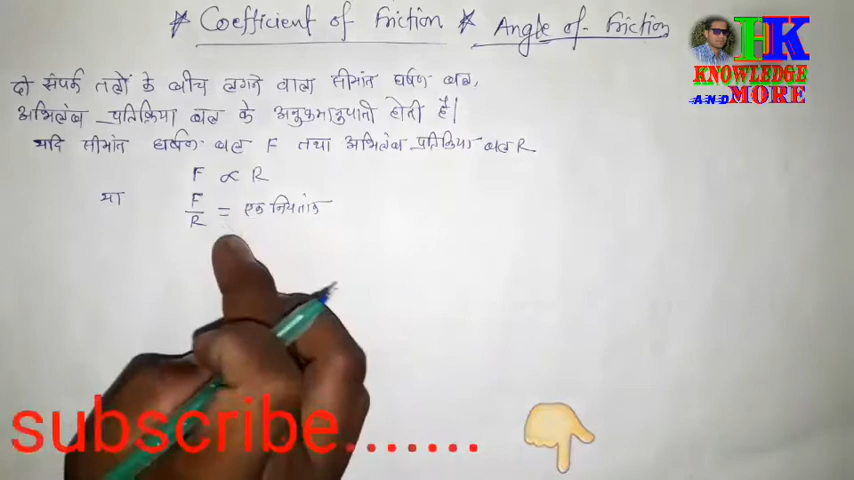 * Coefficient of Friction * Angle of Friction
HK
KNOWLEDGE
AND MORE
दो संपर्क तलों के बीच लगने वाला सीमांत घर्षण बल,
अभिलंब प्रतिक्रिया बल के अनुक्रमानुपाती होती है।
यदि सीमांत घर्षण बल F तथा अभिलंब प्रतिक्रिया बल R
F ∝ R
या F/R = एक नियतांक
subscribe.......